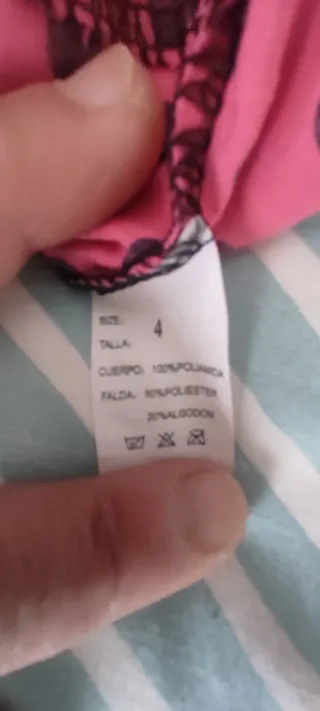 SIZE:
4
TALLA:
CUERPO: 100%POLIAMIDA
FALDA: 80%POLIESTER
20%ALGODON